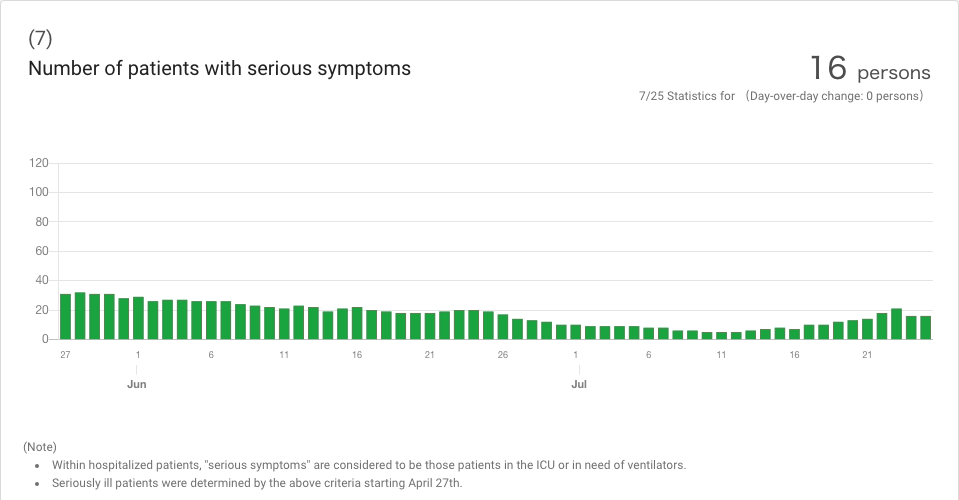 (7)
Number of patients with serious symptoms
16 persons
7/25 Statistics for (Day-over-day change: 0 persons)
120
100
80
60
40
20
0
27 1 6 11 16 21 26 1 6 11 16 21
Jun Jul
(Note)
• Within hospitalized patients, "serious symptoms" are considered to be those patients in the ICU or in need of ventilators.
• Seriously ill patients were determined by the above criteria starting April 27th.